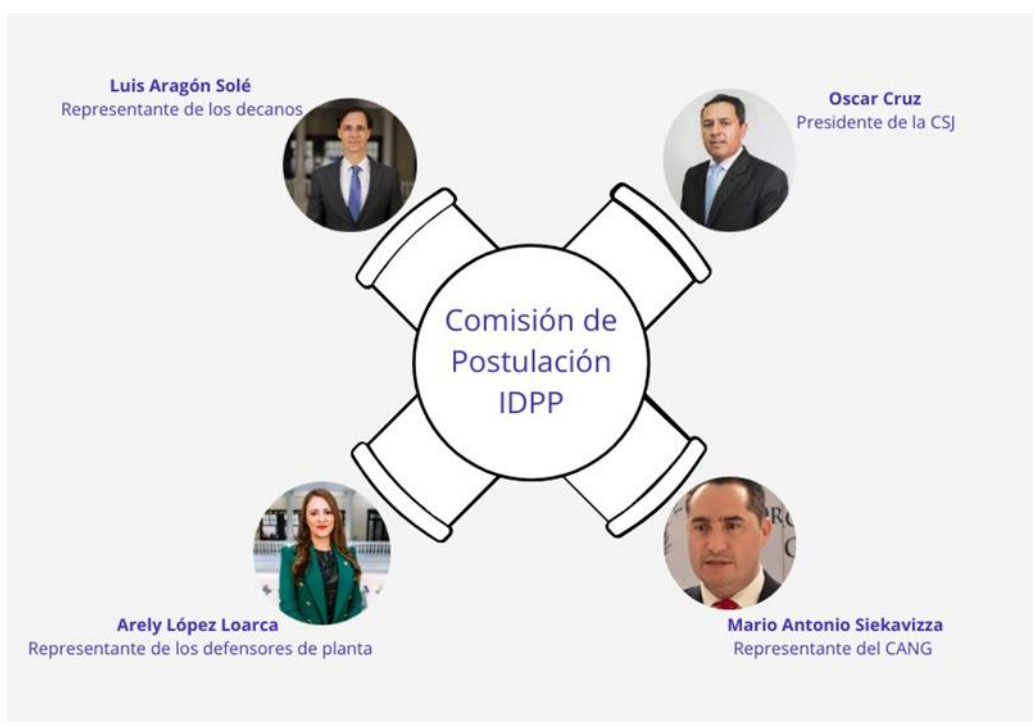 Luis Aragón Solé
Representante de los decanos
Oscar Cruz
Presidente de la CSJ
Comisión de
Postulación
IDPP
Arely López Loarca
Representante de los defensores de planta
Mario Antonio Siekavizza
Representante del CANG